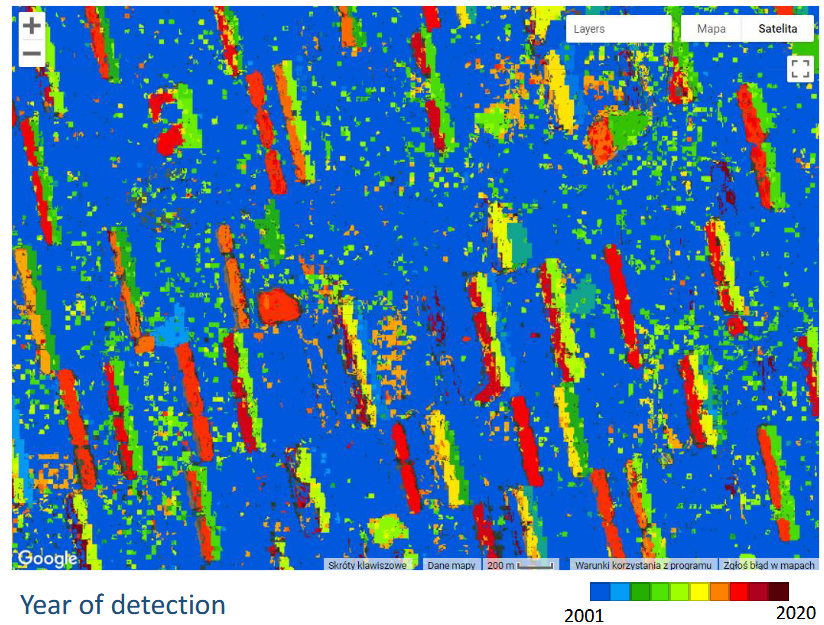 +
Layers
Mapa
Satelita
−
Google
Skróty klawiszowe
Dane mapy
200 m
Warunki korzystania z programu
Zgłoś błąd w mapach
Year of detection
2001
2020